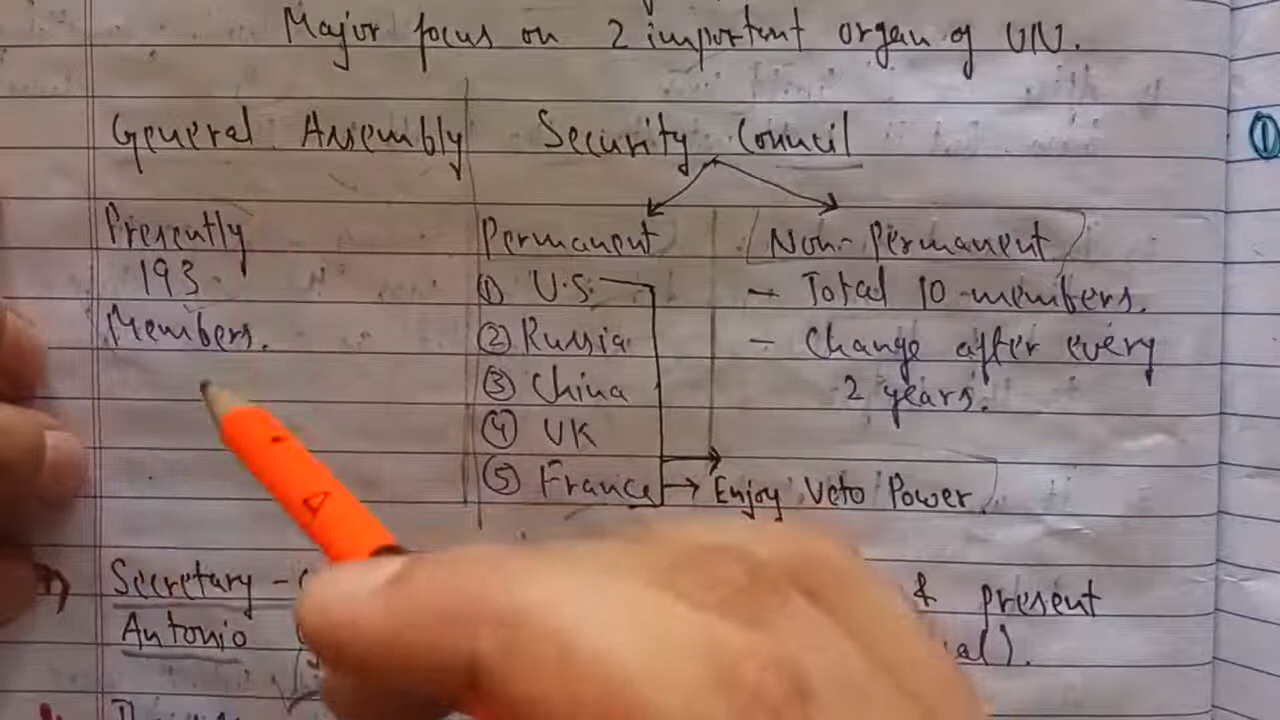 Major focus on 2 important organ of UN.
General Assembly
Security Council
①
Presently
193
Members.
Permanent
① U.S.
② Russia
③ China
④ UK
⑤ France
Non-Permanent
- Total 10 members.
- Change after every
2 years.
→ Enjoy Veto Power
Secretary -
& present
Antonio